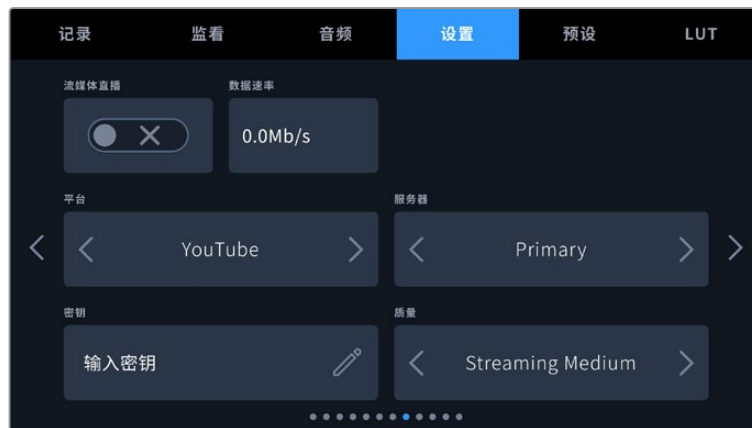 记录 监看 音频 设置 预设 LUT
流媒体直播 数据速率
0.0Mb/s
平台 服务器
YouTube Primary
密钥 质量
输入密钥 Streaming Medium